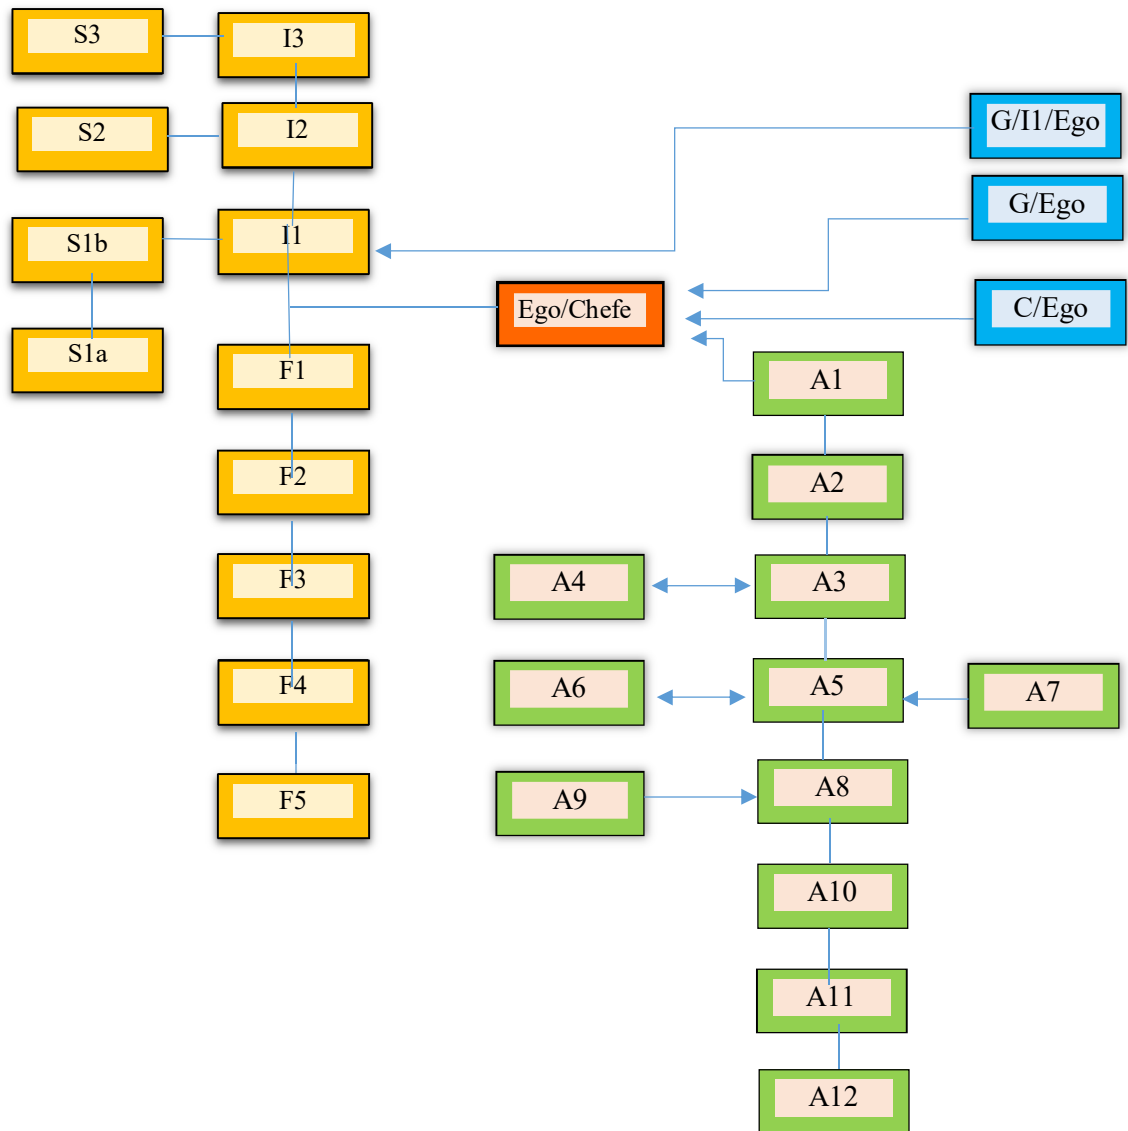 S3
I3
S2
I2
G/I1/Ego
G/Ego
S1b
I1
Ego/Chefe
C/Ego
S1a
F1
A1
F2
A2
F3
A4
A3
F4
A6
A5
A7
F5
A9
A8
A10
A11
A12